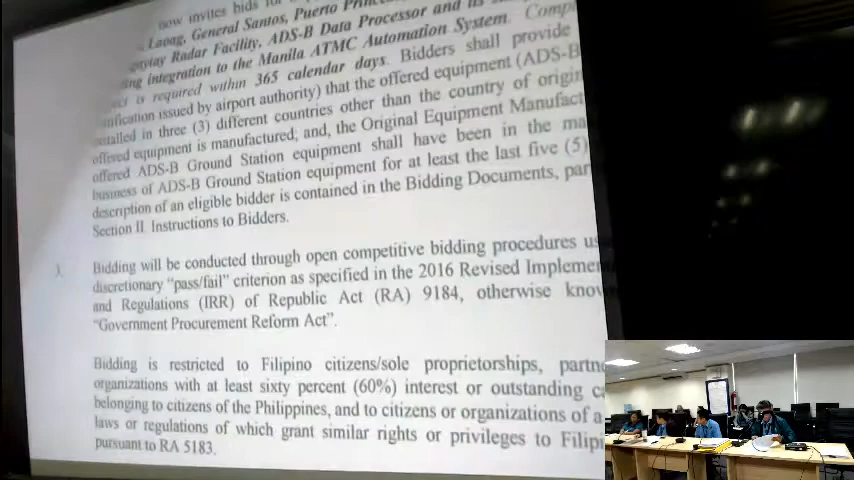 now invites bids for
Laoag, General Santos, Puerto
Radar Facility, ADS-B Data Processor and its
integration to the Manila ATMC Automation System.
is required within 365 calendar days. Bidders shall provide
issued by airport authority) that the offered equipment (ADS-B
in three (3) different countries other than the country of origin
offered equipment is manufactured; and, the Original Equipment Manufact
offered ADS-B Ground Station equipment shall have been in the ma
business of ADS-B Ground Station equipment for at least the last five (5)
description of an eligible bidder is contained in the Bidding Documents, par
Section II Instructions to Bidders.
Bidding will be conducted through open competitive bidding procedures us
discretionary “pass/fail” criterion as specified in the 2016 Revised Implemen
and Regulations (IRR) of Republic Act (RA) 9184, otherwise know
“Government Procurement Reform Act”.
Bidding is restricted to Filipino citizens/sole proprietorships, partne
organizations with at least sixty percent (60%) interest or outstanding ca
belonging to citizens of the Philippines, and to citizens or organizations of a
laws or regulations of which grant similar rights or privileges to Filipi
pursuant to RA 5183.